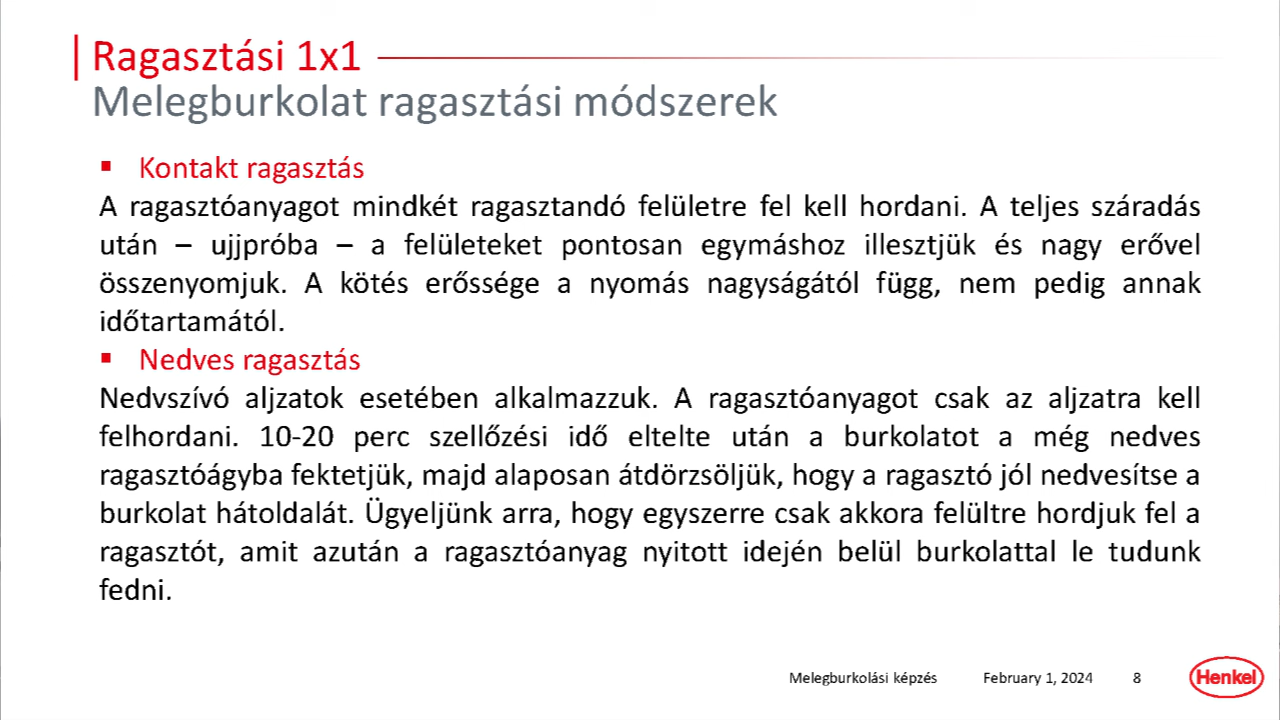 Ragasztási 1x1
Melegburkolat ragasztási módszerek
▪ Kontakt ragasztás
A ragasztóanyagot mindkét ragasztandó felületre fel kell hordani. A teljes száradás
után – ujjpróba – a felületeket pontosan egymáshoz illesztjük és nagy erővel
összenyomjuk. A kötés erőssége a nyomás nagyságától függ, nem pedig annak
időtartamától.
▪ Nedves ragasztás
Nedvszívó aljzatok esetében alkalmazzuk. A ragasztóanyagot csak az aljzatra kell
felhordani. 10-20 perc szellőzési idő eltelte után a burkolatot a még nedves
ragasztóágyba fektetjük, majd alaposan átdörzsöljük, hogy a ragasztó jól nedvesítse a
burkolat hátoldalát. Ügyeljünk arra, hogy egyszerre csak akkora felültre hordjuk fel a
ragasztót, amit azután a ragasztóanyag nyitott idején belül burkolattal le tudunk
fedni.
Melegburkolási képzés February 1, 2024 8 Henkel